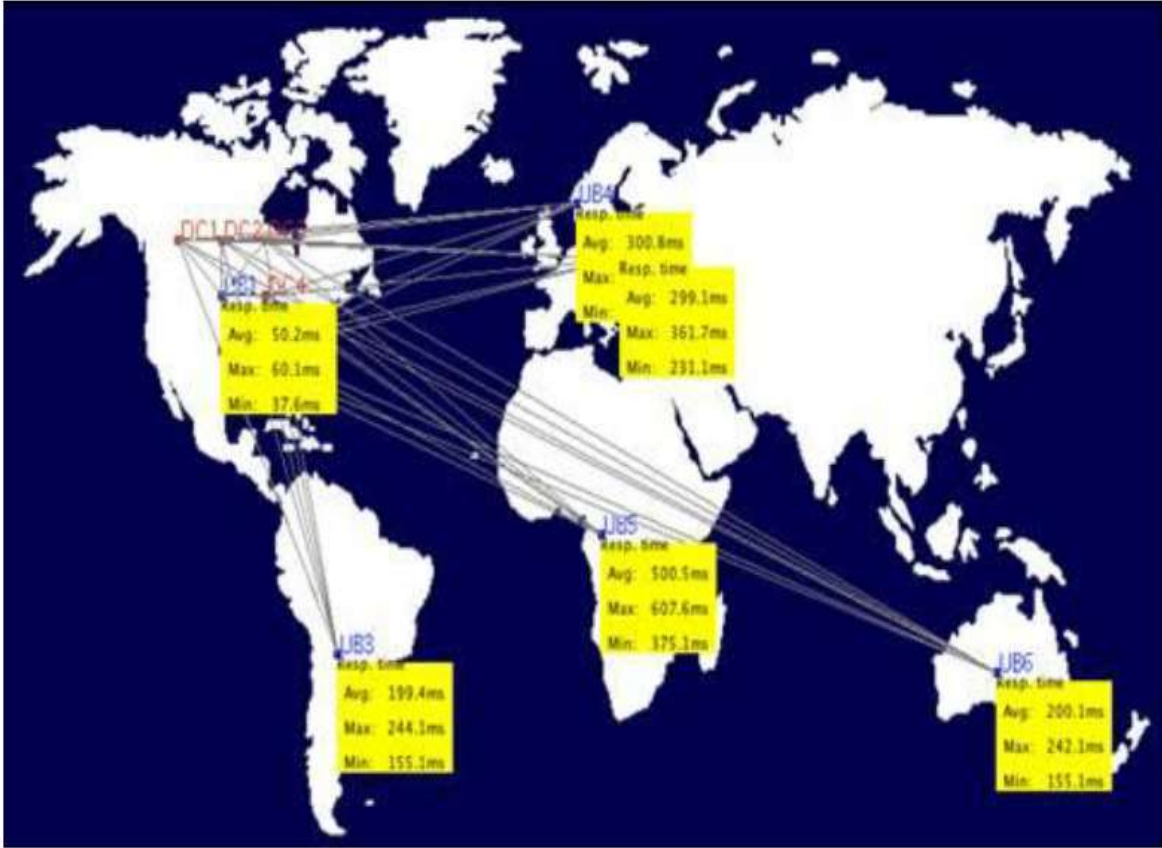 UB4
Resp. time
DC1 DC2 DC3
Avg: 300.8ms
Max:
Resp. time
Min:
Avg: 299.1ms
Max: 361.7ms
Min: 231.1ms
UB1 DC4
Resp. time
Avg: 50.2ms
Max: 60.1ms
Min: 37.6ms
UB5
Resp. time
Avg: 500.5ms
Max: 607.6ms
Min: 375.1ms
UB3
Resp. time
Avg: 199.4ms
Max: 244.1ms
Min: 155.1ms
UB6
Resp. time
Avg: 200.1ms
Max: 242.1ms
Min: 155.1ms